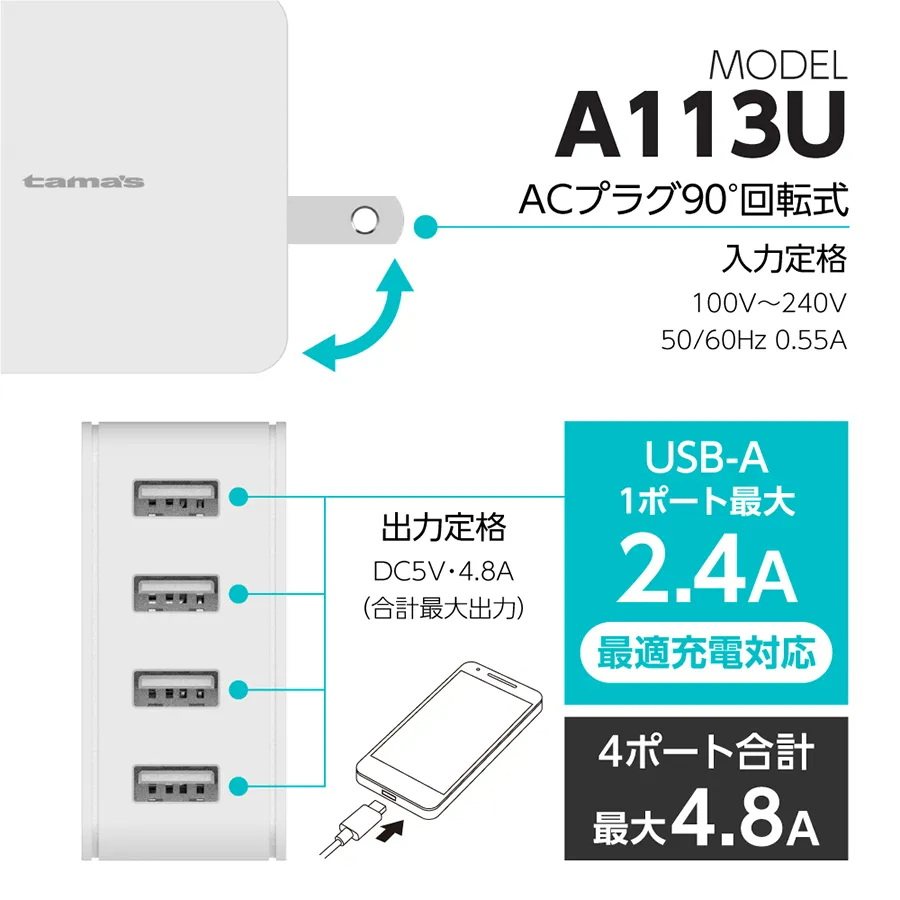 MODEL
A113U
tama's
ACプラグ90°回転式
入力定格
100V～240V
50/60Hz 0.55A
出力定格
DC5V・4.8A
(合計最大出力)
USB-A
1ポート最大
2.4A
最適充電対応
4ポート合計
最大4.8A